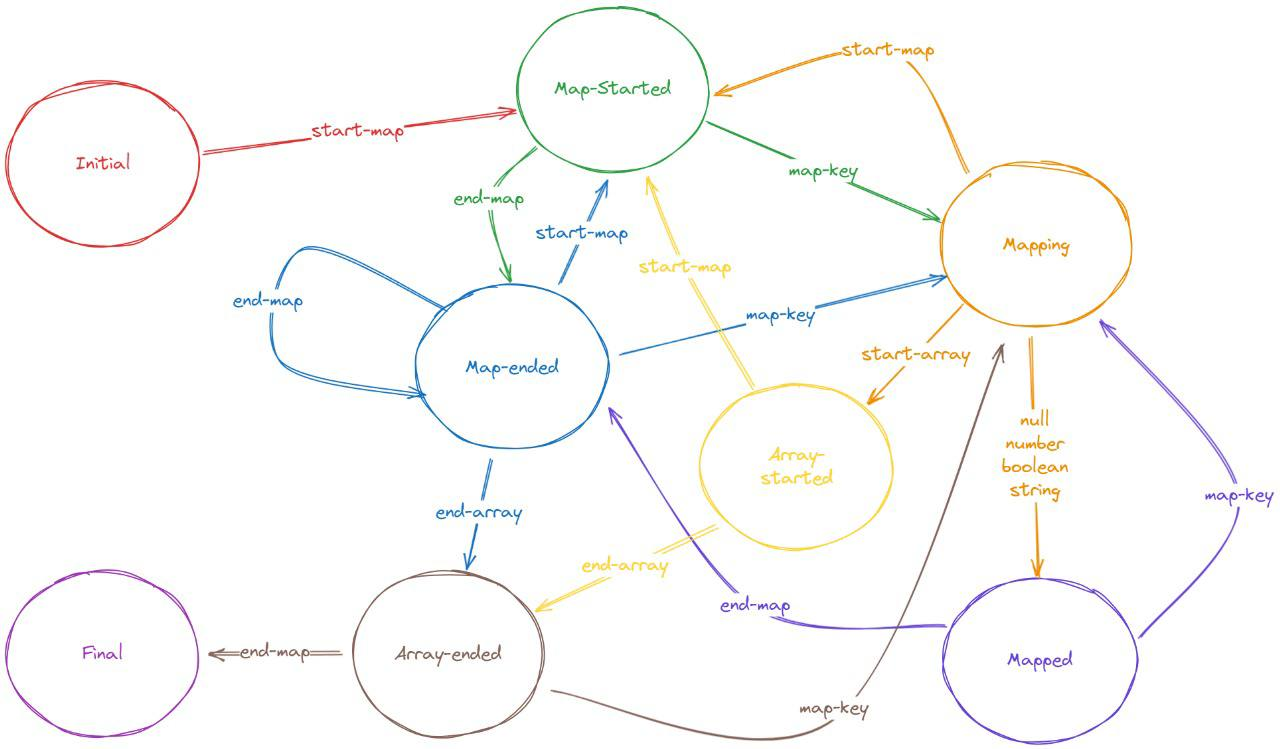 start-map
Map-Started
start-map
Initial
map-key
end-map
start-map
Mapping
start-map
end-map
map-key
start-array
Map-ended
null
number
boolean
string
Array-
started
map-key
end-array
end-array
end-map
Final
end-map
Array-ended
Mapped
map-key